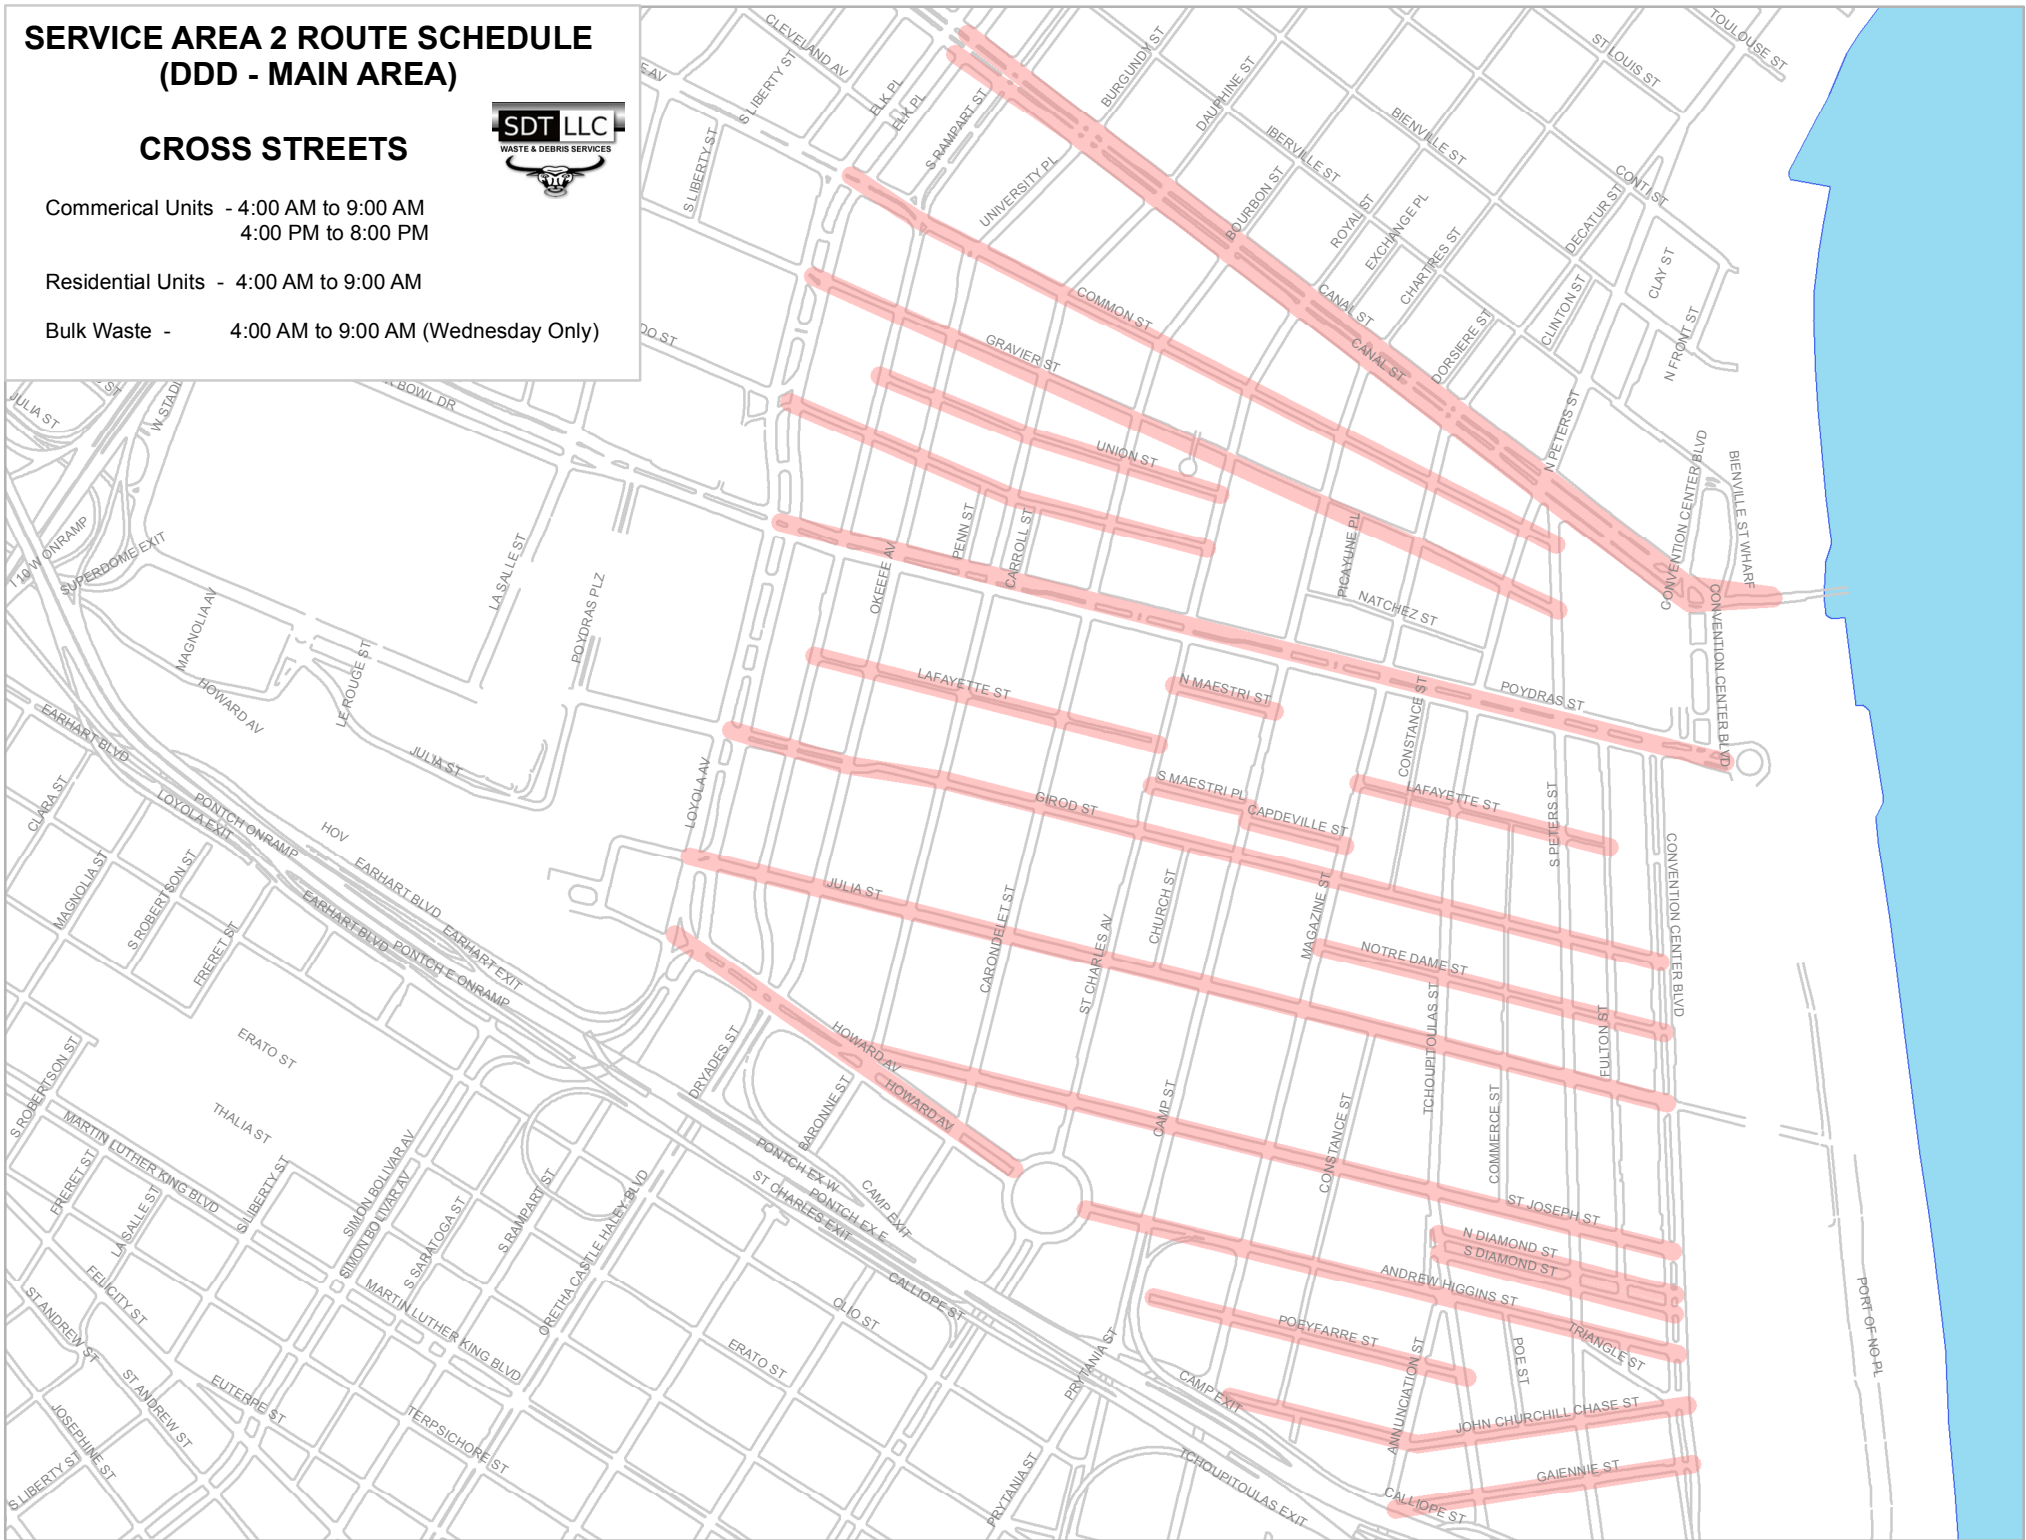 SERVICE AREA 2 ROUTE SCHEDULE
(DDD - MAIN AREA)
CROSS STREETS
SDT LLC
WASTE & DEBRIS SERVICES
Commerical Units - 4:00 AM to 9:00 AM
4:00 PM to 8:00 PM
Residential Units - 4:00 AM to 9:00 AM
Bulk Waste - 4:00 AM to 9:00 AM (Wednesday Only)
CLEVELAND AV
S LIBERTY ST
ELK PL
ELK PL
S RAMPART ST
UNIVERSITY PL
BURGUNDY ST
DAUPHINE ST
TOULOUSE ST
ST LOUIS ST
BIENVILLE ST
IBERVILLE ST
CONTI ST
S LIBERTY ST
BOURBON ST
ROYAL ST
EXCHANGE PL
CHARTRES ST
DECATUR ST
CLAY ST
CLINTON ST
N FRONT ST
DORSIERE ST
CANAL ST
CANAL ST
COMMON ST
GRAVIER ST
UNION ST
N PETERS ST
CONVENTION CENTER BLVD
BIENVILLE ST WHARF
JULIA ST
BOWL DR
I 10 W ONRAMP
SUPERDOME EXIT
LA SALLE ST
MAGNOLIA AV
POYDRAS PLZ
LE ROUGE ST
HOWARD AV
JULIA ST
OKEEFE AV
PENN ST
CARROLL ST
PICAYUNE PL
NATCHEZ ST
CONVENTION CENTER BLVD
POYDRAS ST
LAFAYETTE ST
N MAESTRI ST
CONSTANCE ST
EARHART BLVD
CLARA ST
LOYOLA EXIT
PONTCH ONRAMP
HOV
EARHART BLVD
LOYOLA AV
GIROD ST
S MAESTRI PL
CAPDEVILLE ST
LAFAYETTE ST
S PETERS ST
CONVENTION CENTER BLVD
MAGNOLIA ST
S ROBERTSON ST
FRERET ST
EARHART BLVD
EARHART EXIT
PONTCH E ONRAMP
JULIA ST
CARONDELET ST
ST CHARLES AV
CHURCH ST
MAGAZINE ST
NOTRE DAME ST
TCHOUPITOULAS ST
FULTON ST
ERATO ST
THALIA ST
S ROBERTSON ST
MARTIN LUTHER KING BLVD
FRERET ST
LA SALLE ST
S LIBERTY ST
SIMON BOLIVAR AV
SIMON BOLIVAR AV
S SARATOGA ST
S RAMPART ST
ORETHA CASTLE HALEY BLVD
DRYADES ST
BARONNE ST
HOWARD AV
HOWARD AV
PONTCH EX W
PONTCH EX E
ST CHARLES EXIT
CAMP EXIT
CAMP ST
CONSTANCE ST
COMMERCE ST
ST JOSEPH ST
N DIAMOND ST
S DIAMOND ST
ANDREW HIGGINS ST
TRIANGLE ST
POEYFARRE ST
POE ST
ANNUNCIATION ST
JOHN CHURCHILL CHASE ST
GAIENNIE ST
CALLIOPE ST
PORT OF NO PL
CALLIOPE ST
CLIO ST
ERATO ST
PRYTANIA ST
PRYTANIA ST
CAMP EXIT
TCHOUPITOULAS EXIT
MARTIN LUTHER KING BLVD
FELICITY ST
ST ANDREW ST
ST ANDREW ST
EUTERPE ST
TERPSICHORE ST
JOSEPHINE ST
S LIBERTY ST